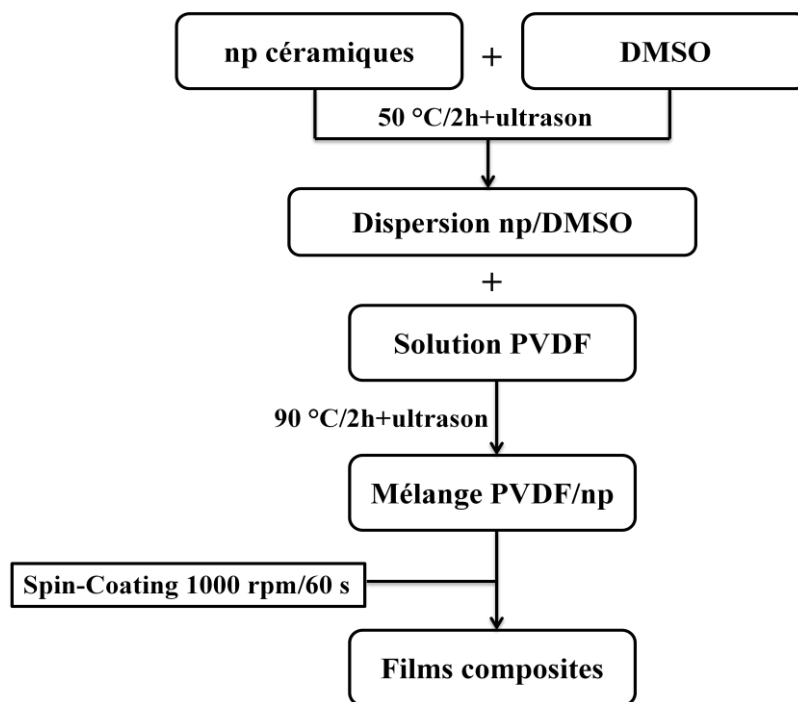 np céramiques + DMSO
50 °C/2h+ultrason
Dispersion np/DMSO
+
Solution PVDF
90 °C/2h+ultrason
Mélange PVDF/np
Spin-Coating 1000 rpm/60 s
Films composites